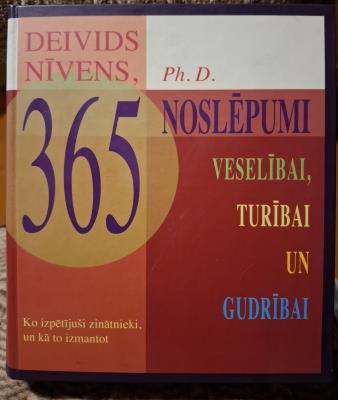 DEIVIDS
NĪVENS, Ph. D.
365 NOSLĒPUMI
VESELĪBAI,
TURĪBAI
UN
GUDRĪBAI
Ko izpētījuši zinātnieki,
un kā to izmantot